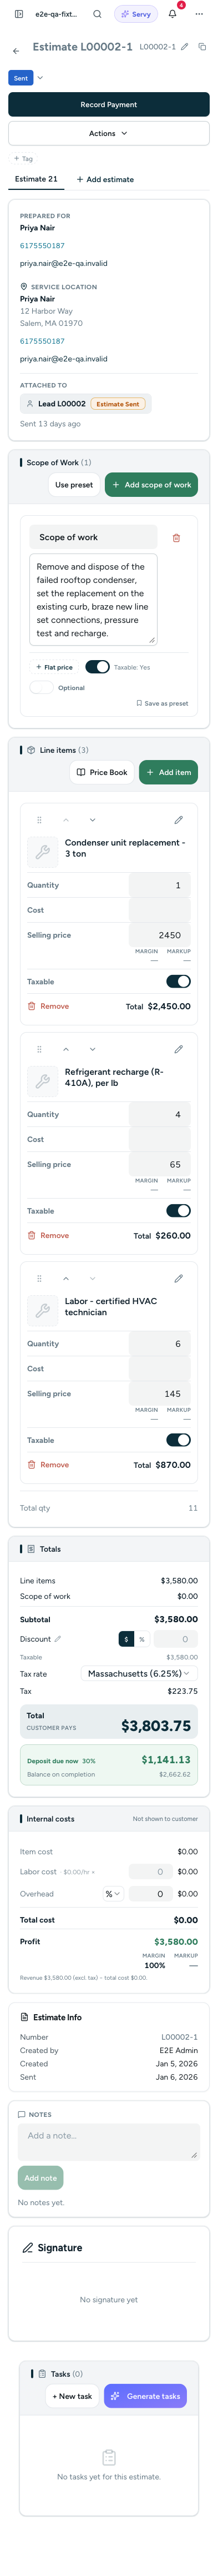 e2e-qa-fixt...
Servy
4
Estimate L00002-1
L00002-1
Sent
Record Payment
Actions
+ Tag
Estimate 21
+ Add estimate
PREPARED FOR
Priya Nair
6175550187
priya.nair@e2e-qa.invalid
SERVICE LOCATION
Priya Nair
12 Harbor Way
Salem, MA 01970
6175550187
priya.nair@e2e-qa.invalid
ATTACHED TO
Lead L00002 Estimate Sent
Sent 13 days ago
Scope of Work (1)
Use preset
+ Add scope of work
Scope of work
Remove and dispose of the
failed rooftop condenser,
set the replacement on the
existing curb, braze new line
set connections, pressure
test and recharge.
+ Flat price
Taxable: Yes
Optional
Save as preset
Line items (3)
Price Book
+ Add item
Condenser unit replacement -
3 ton
Quantity 1
Cost
Selling price 2450
MARGIN MARKUP
— —
Taxable
Remove Total $2,450.00
Refrigerant recharge (R-
410A), per lb
Quantity 4
Cost
Selling price 65
MARGIN MARKUP
— —
Taxable
Remove Total $260.00
Labor - certified HVAC
technician
Quantity 6
Cost
Selling price 145
MARGIN MARKUP
— —
Taxable
Remove Total $870.00
Total qty 11
Totals
Line items $3,580.00
Scope of work $0.00
Subtotal $3,580.00
Discount $ % 0
Taxable $3,580.00
Tax rate Massachusetts (6.25%)
Tax $223.75
Total
CUSTOMER PAYS
$3,803.75
Deposit due now 30% $1,141.13
Balance on completion $2,662.62
Internal costs
Not shown to customer
Item cost $0.00
Labor cost · $0.00/hr × 0 $0.00
Overhead % 0 $0.00
Total cost $0.00
Profit $3,580.00
MARGIN MARKUP
100% —
Revenue $3,580.00 (excl. tax) − total cost $0.00.
Estimate Info
Number L00002-1
Created by E2E Admin
Created Jan 5, 2026
Sent Jan 6, 2026
NOTES
Add a note...
Add note
No notes yet.
Signature
No signature yet
Tasks (0)
+ New task
Generate tasks
No tasks yet for this estimate.